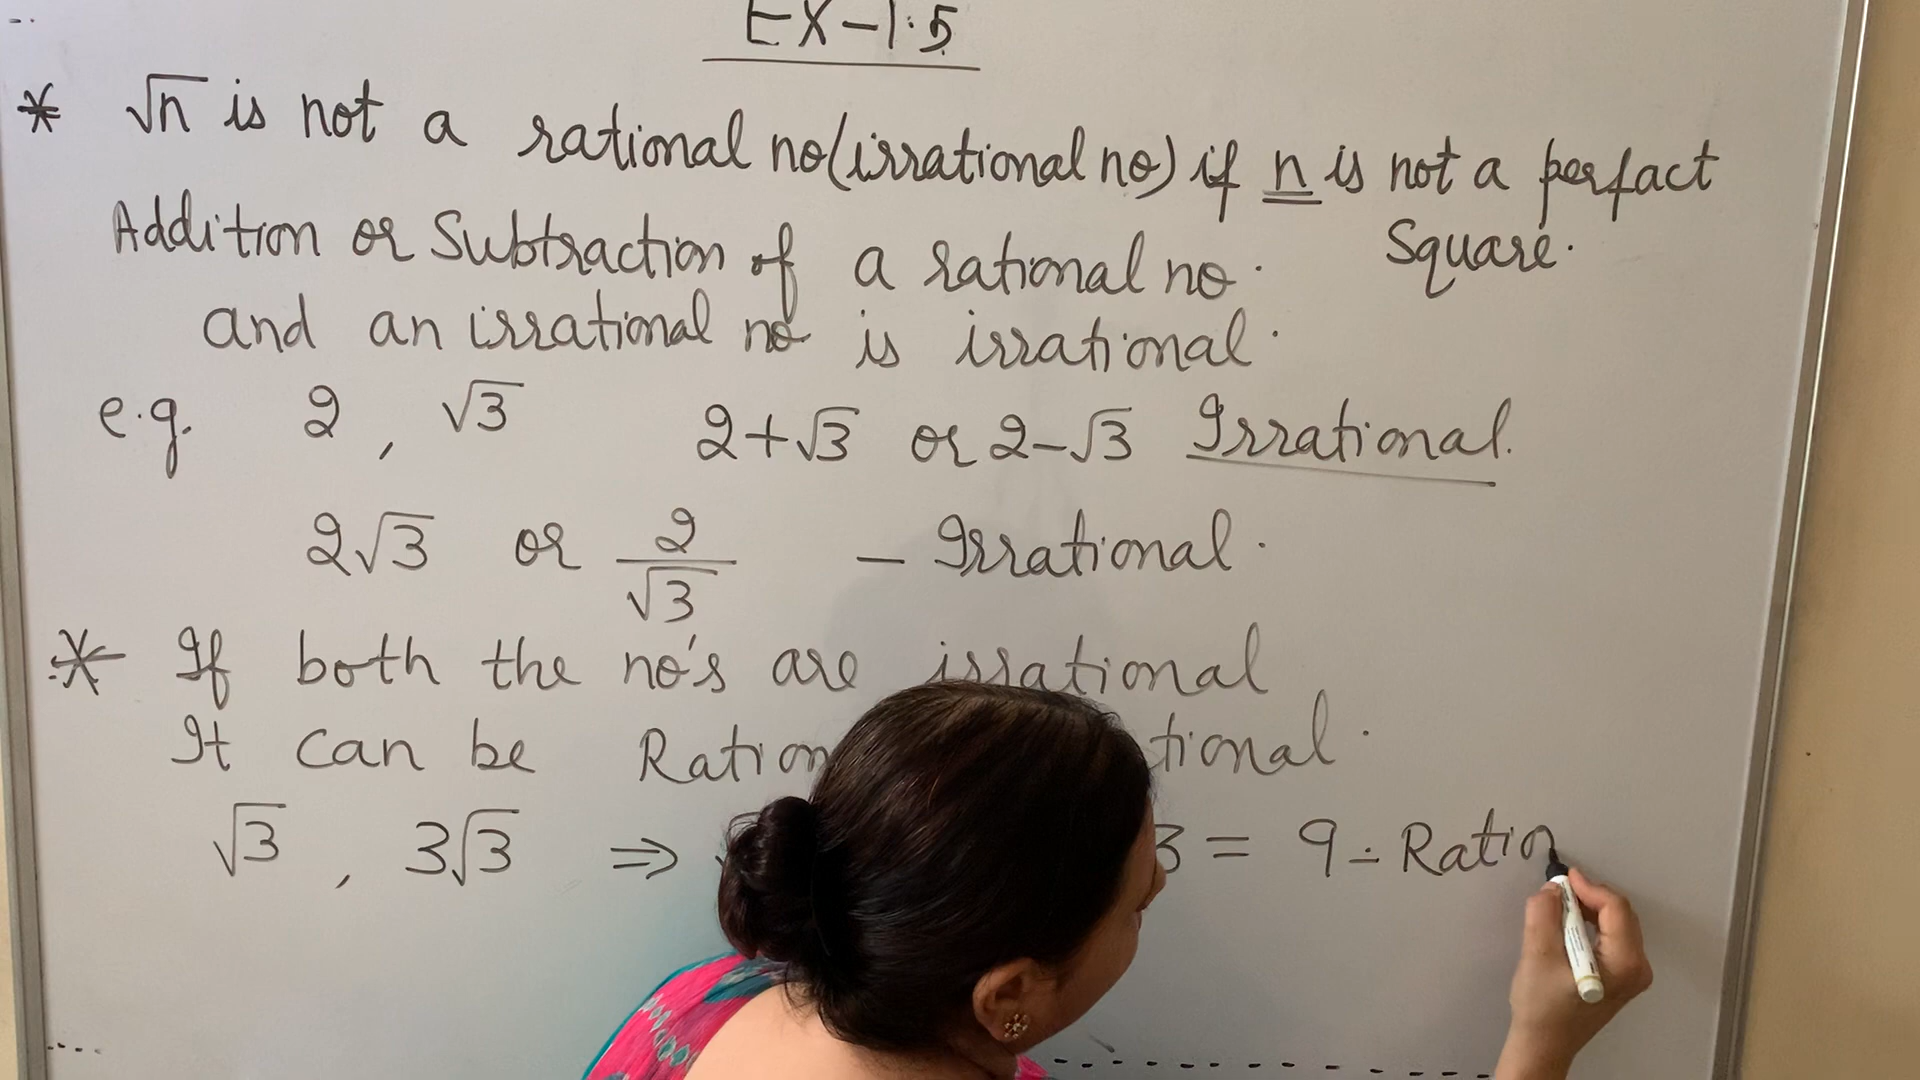 EX-1.5
* √n is not a rational no(irrational no) if n is not a perfact
Square.
Addition or Subtraction of a rational no.
and an irrational no is irrational.
e.g. 2 , √3 2+√3 or 2-√3 Irrational.
2√3 or 2/√3 - Irrational.
* If both the no's are irrational
It can be
√3 , 3√3 ⇒ 3 = 9 - Ratio